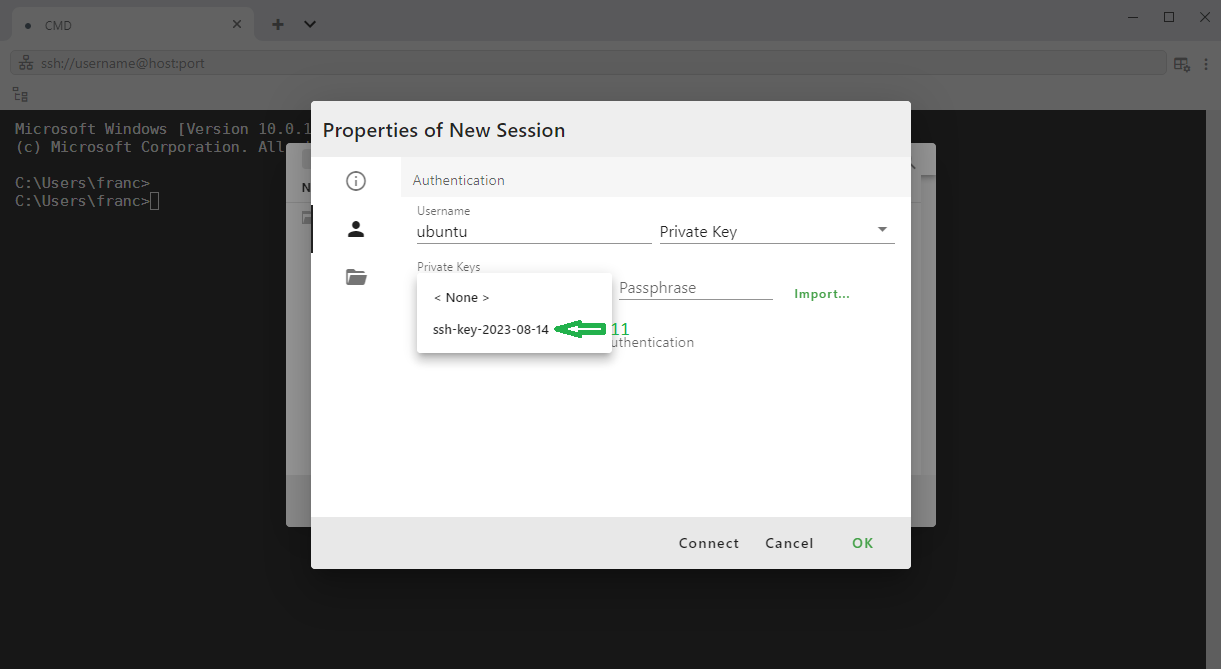 CMD
ssh://username@host:port
Microsoft Windows [Version 10.0.1
(c) Microsoft Corporation. All
C:\Users\franc>
C:\Users\franc>
N
Properties of New Session
Authentication
Username
ubuntu
Private Key
Private Keys
< None >
Passphrase
Import...
ssh-key-2023-08-14 11
uthentication
Connect Cancel OK